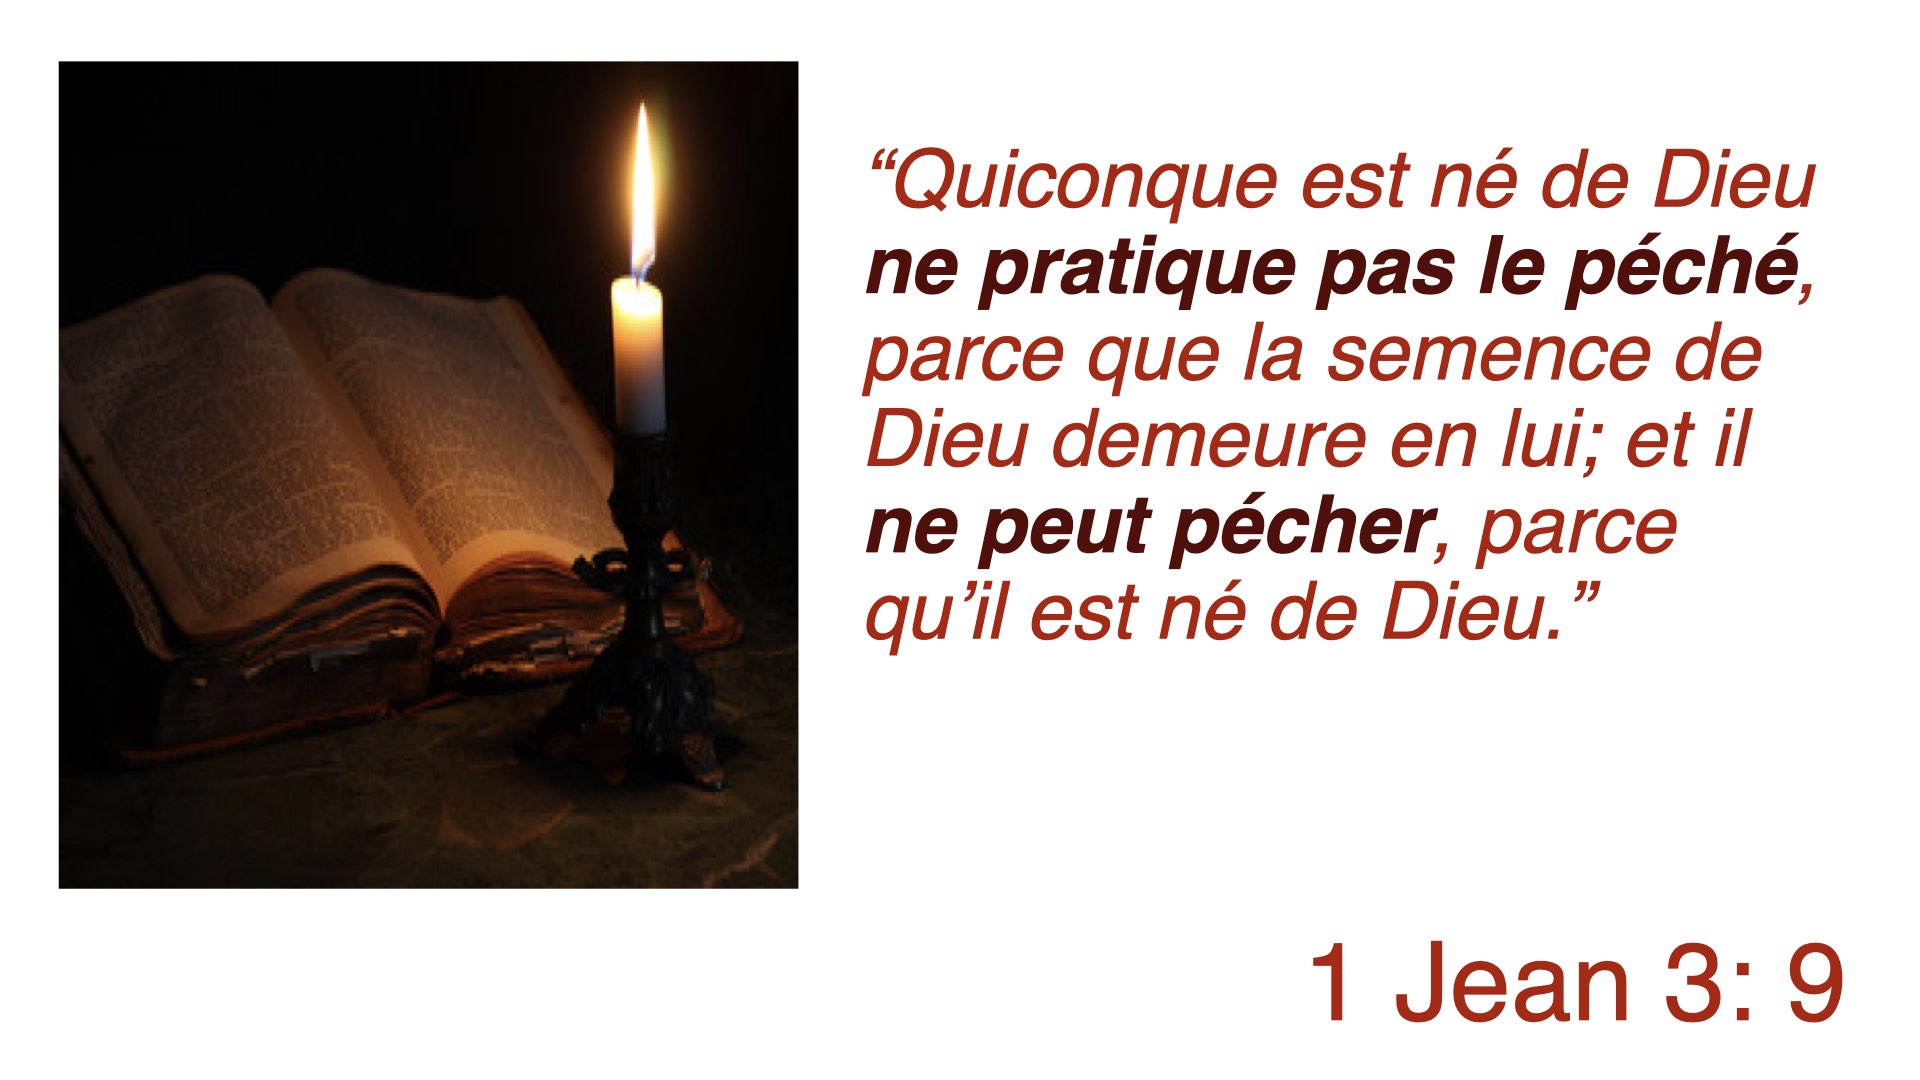 “Quiconque est né de Dieu
ne pratique pas le péché,
parce que la semence de
Dieu demeure en lui; et il
ne peut pécher, parce
qu’il est né de Dieu.”
1 Jean 3: 9